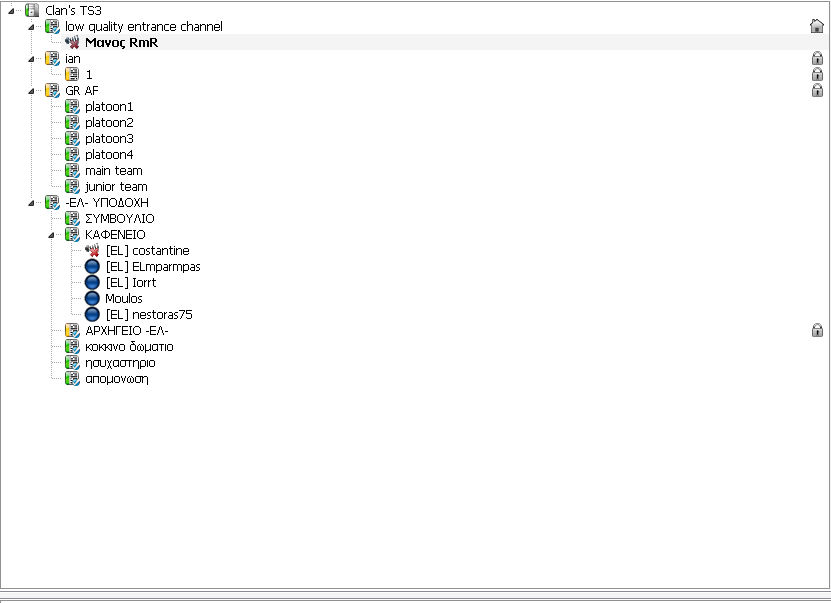 Clan's TS3
low quality entrance channel
Μανος RmR
ian
1
GR AF
platoon1
platoon2
platoon3
platoon4
main team
junior team
-ΕΛ- ΥΠΟΔΟΧΗ
ΣΥΜΒΟΥΛΙΟ
ΚΑΦΕΝΕΙΟ
[EL] costantine
[EL] ELmparmpas
[EL] Iorrt
Moulos
[EL] nestoras75
ΑΡΧΗΓΕΙΟ -ΕΛ-
κοκκινο δωματιο
ησυχαστηριο
απομονωση